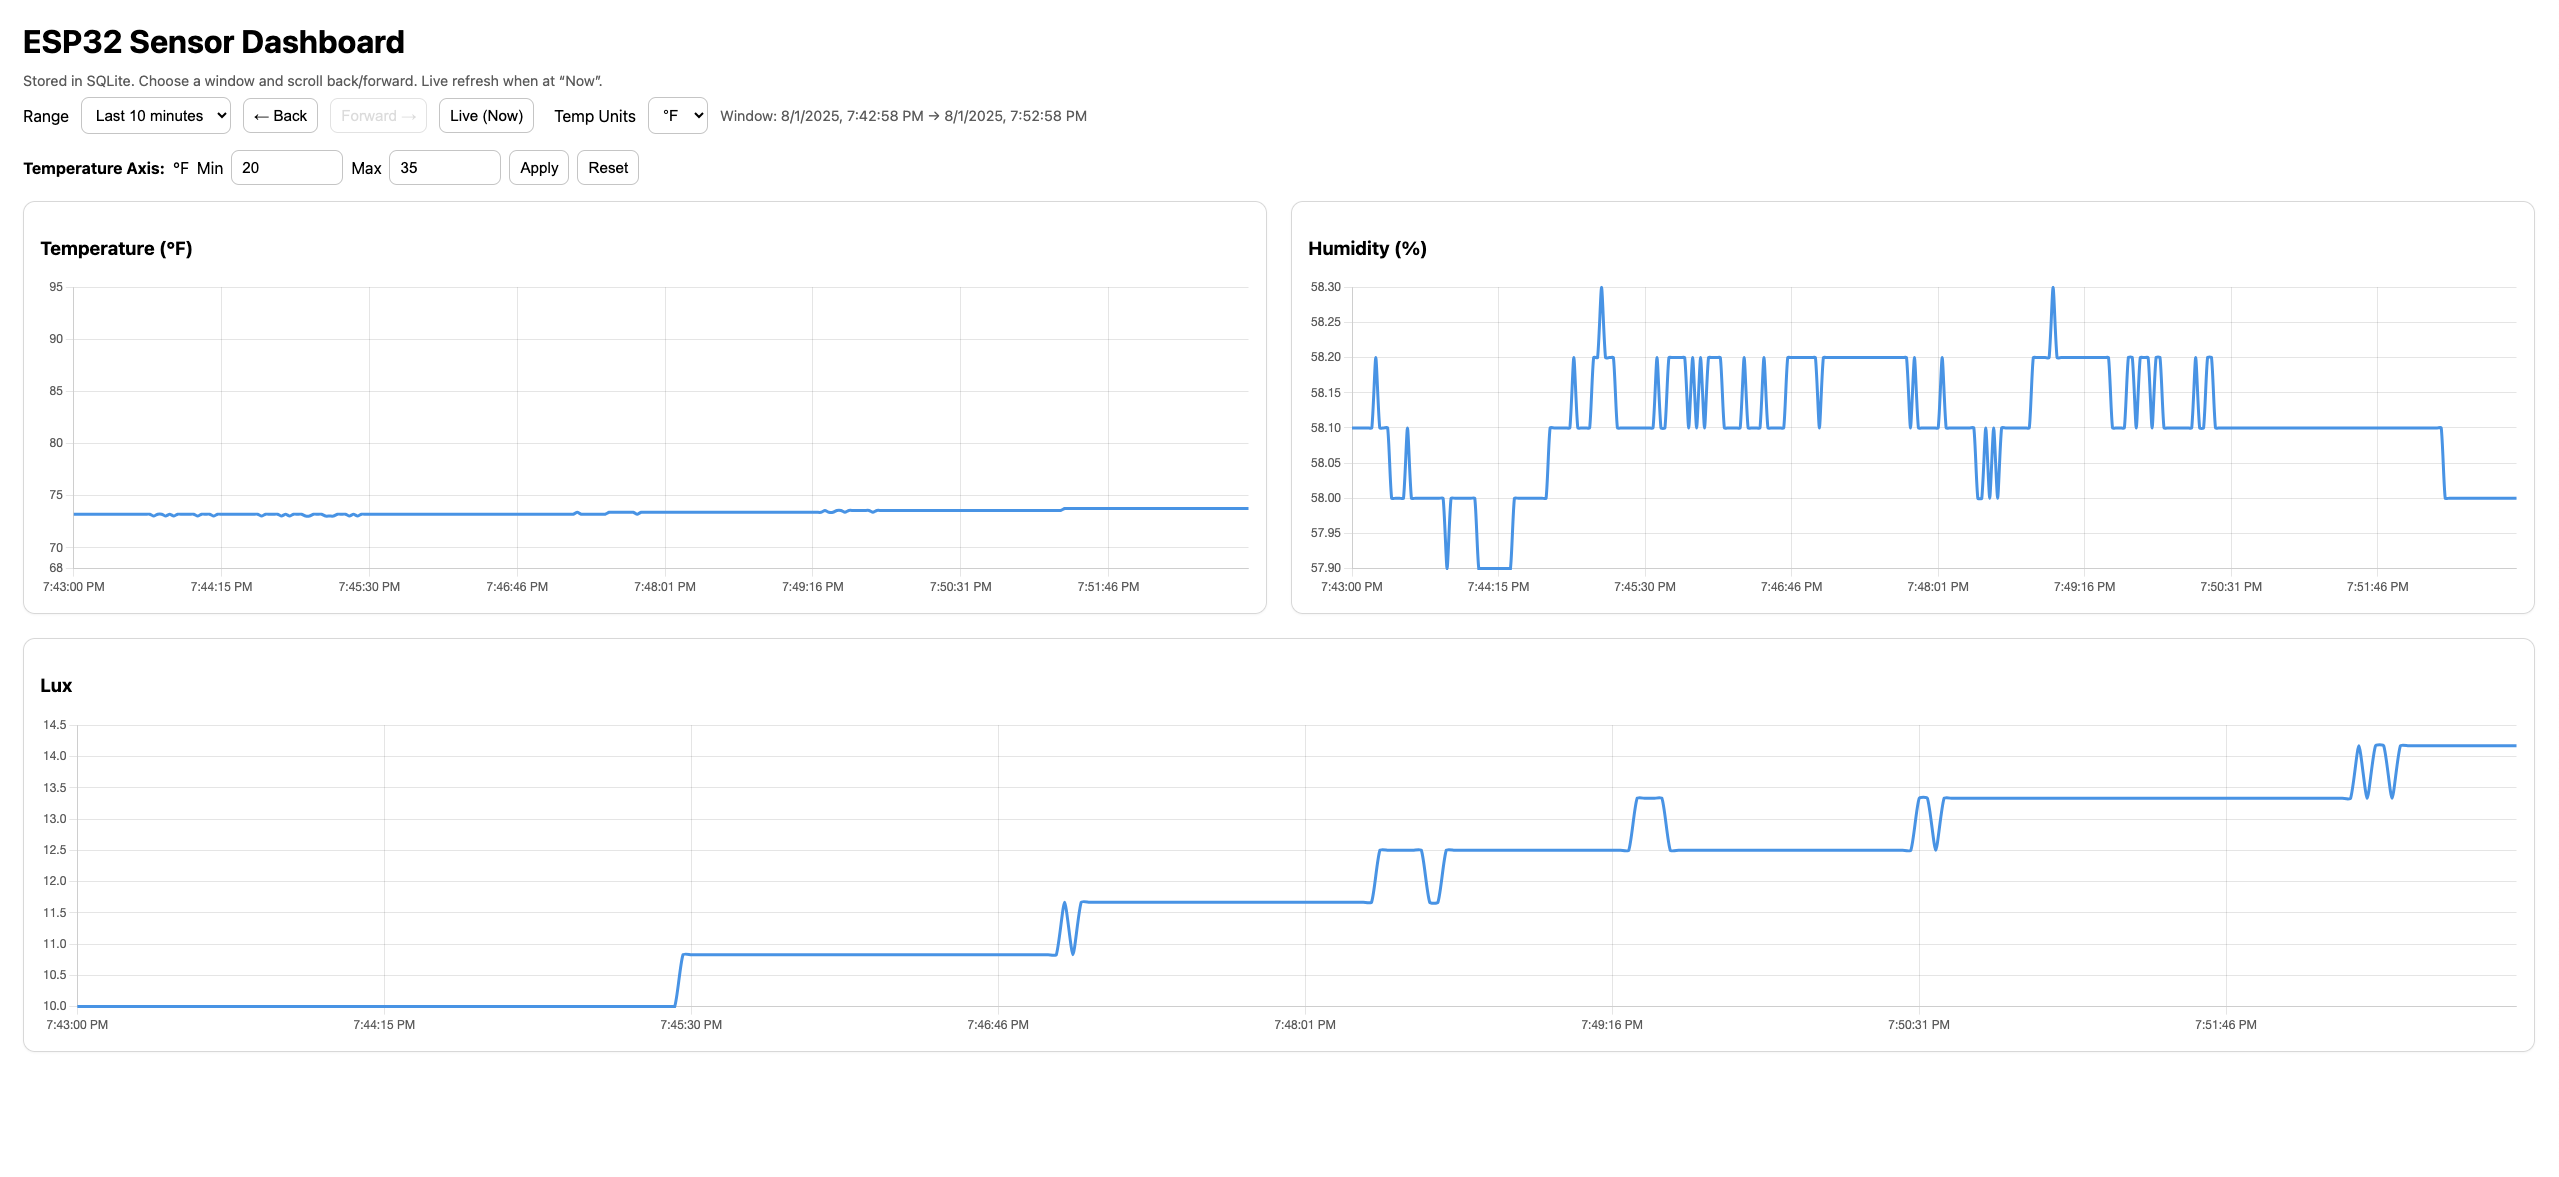 ESP32 Sensor Dashboard
Stored in SQLite. Choose a window and scroll back/forward. Live refresh when at “Now”.
Range Last 10 minutes ← Back Forward → Live (Now) Temp Units °F Window: 8/1/2025, 7:42:58 PM → 8/1/2025, 7:52:58 PM
Temperature Axis: °F Min 20 Max 35 Apply Reset
Temperature (°F)
95
90
85
80
75
70
68
7:43:00 PM 7:44:15 PM 7:45:30 PM 7:46:46 PM 7:48:01 PM 7:49:16 PM 7:50:31 PM 7:51:46 PM
Humidity (%)
58.30
58.25
58.20
58.15
58.10
58.05
58.00
57.95
57.90
7:43:00 PM 7:44:15 PM 7:45:30 PM 7:46:46 PM 7:48:01 PM 7:49:16 PM 7:50:31 PM 7:51:46 PM
Lux
14.5
14.0
13.5
13.0
12.5
12.0
11.5
11.0
10.5
10.0
7:43:00 PM 7:44:15 PM 7:45:30 PM 7:46:46 PM 7:48:01 PM 7:49:16 PM 7:50:31 PM 7:51:46 PM